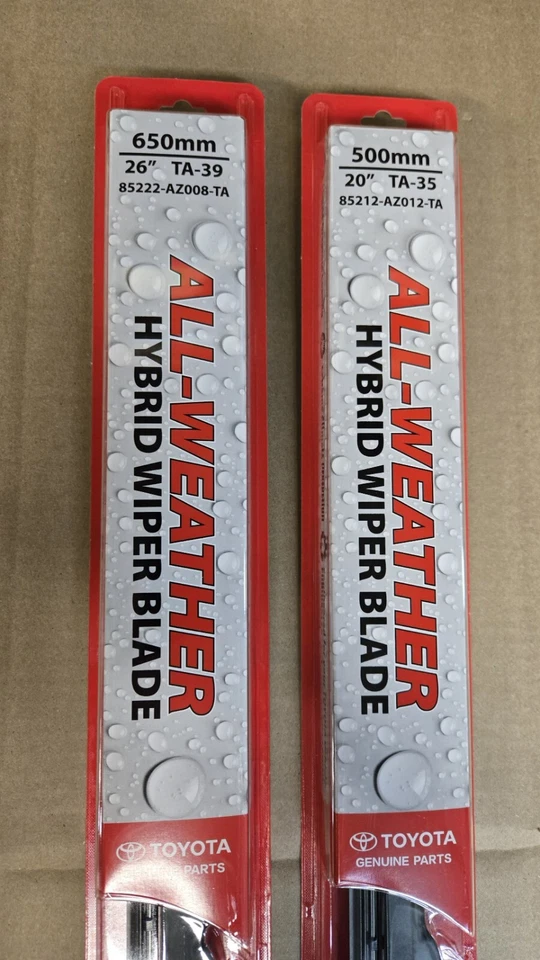 650mm
26" TA-39
85222-AZ008-TA
ALL-WEATHER
HYBRID WIPER BLADE
TOYOTA
PARTS
500mm
20" TA-35
85212-AZ012-TA
ALL-WEATHER
HYBRID WIPER BLADE
TOYOTA
GENUINE PARTS